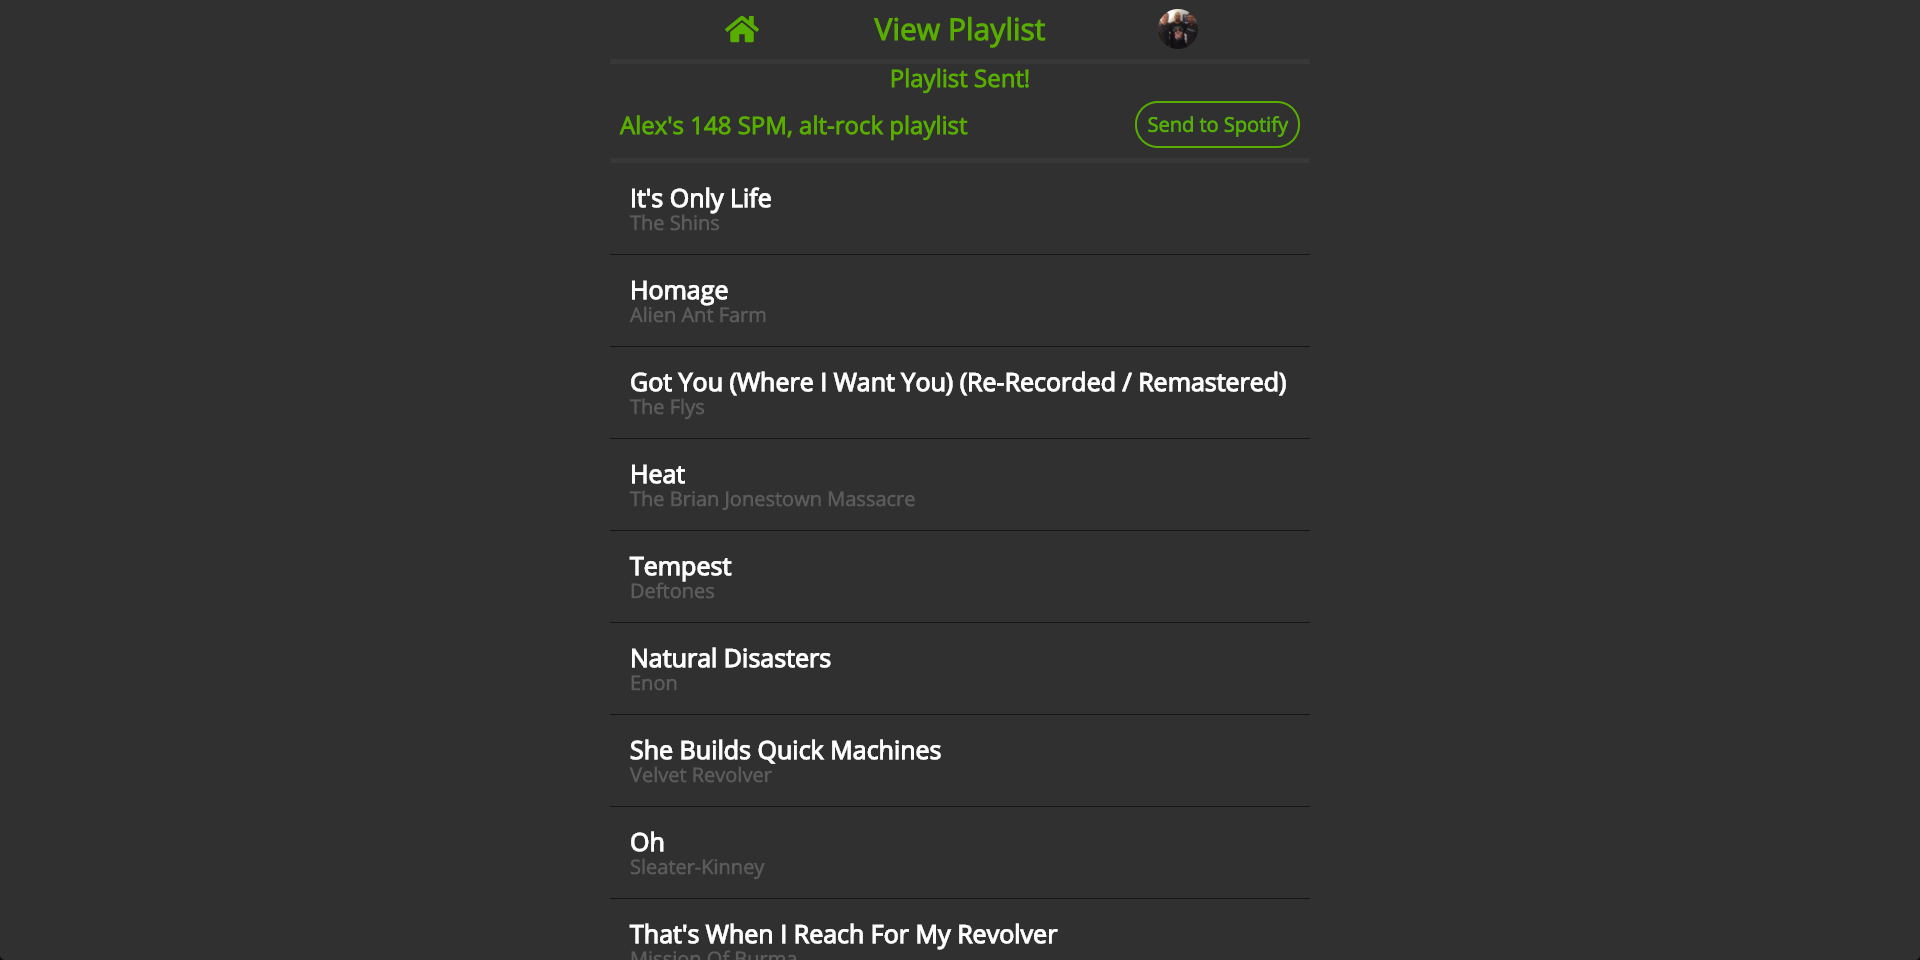 View Playlist
Playlist Sent!
Alex's 148 SPM, alt-rock playlist
Send to Spotify
It's Only Life
The Shins
Homage
Alien Ant Farm
Got You (Where I Want You) (Re-Recorded / Remastered)
The Flys
Heat
The Brian Jonestown Massacre
Tempest
Deftones
Natural Disasters
Enon
She Builds Quick Machines
Velvet Revolver
Oh
Sleater-Kinney
That's When I Reach For My Revolver
Mission Of Burma